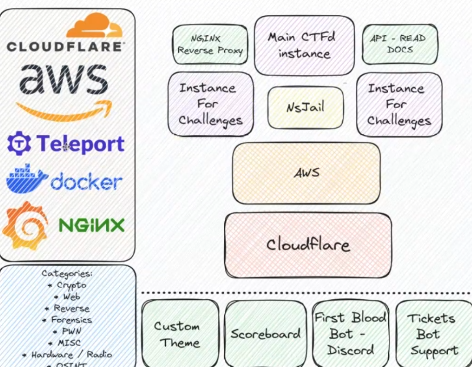 CLOUDFLARE
aws
Teleport
docker
NGINX
Categories:
* Crypto
* Web
* Reverse
* Forensics
* PWN
* MISC
* Hardware / Radio
* OSINT
NGINX
Reverse Proxy
Main CTFd
instance
API - READ
DOCS
Instance
For
Challenges
NsJail
Instance
For
Challenges
AWS
Cloudflare
Custom
Theme
Scoreboard
First Blood
Bot -
Discord
Tickets
Bot
Support